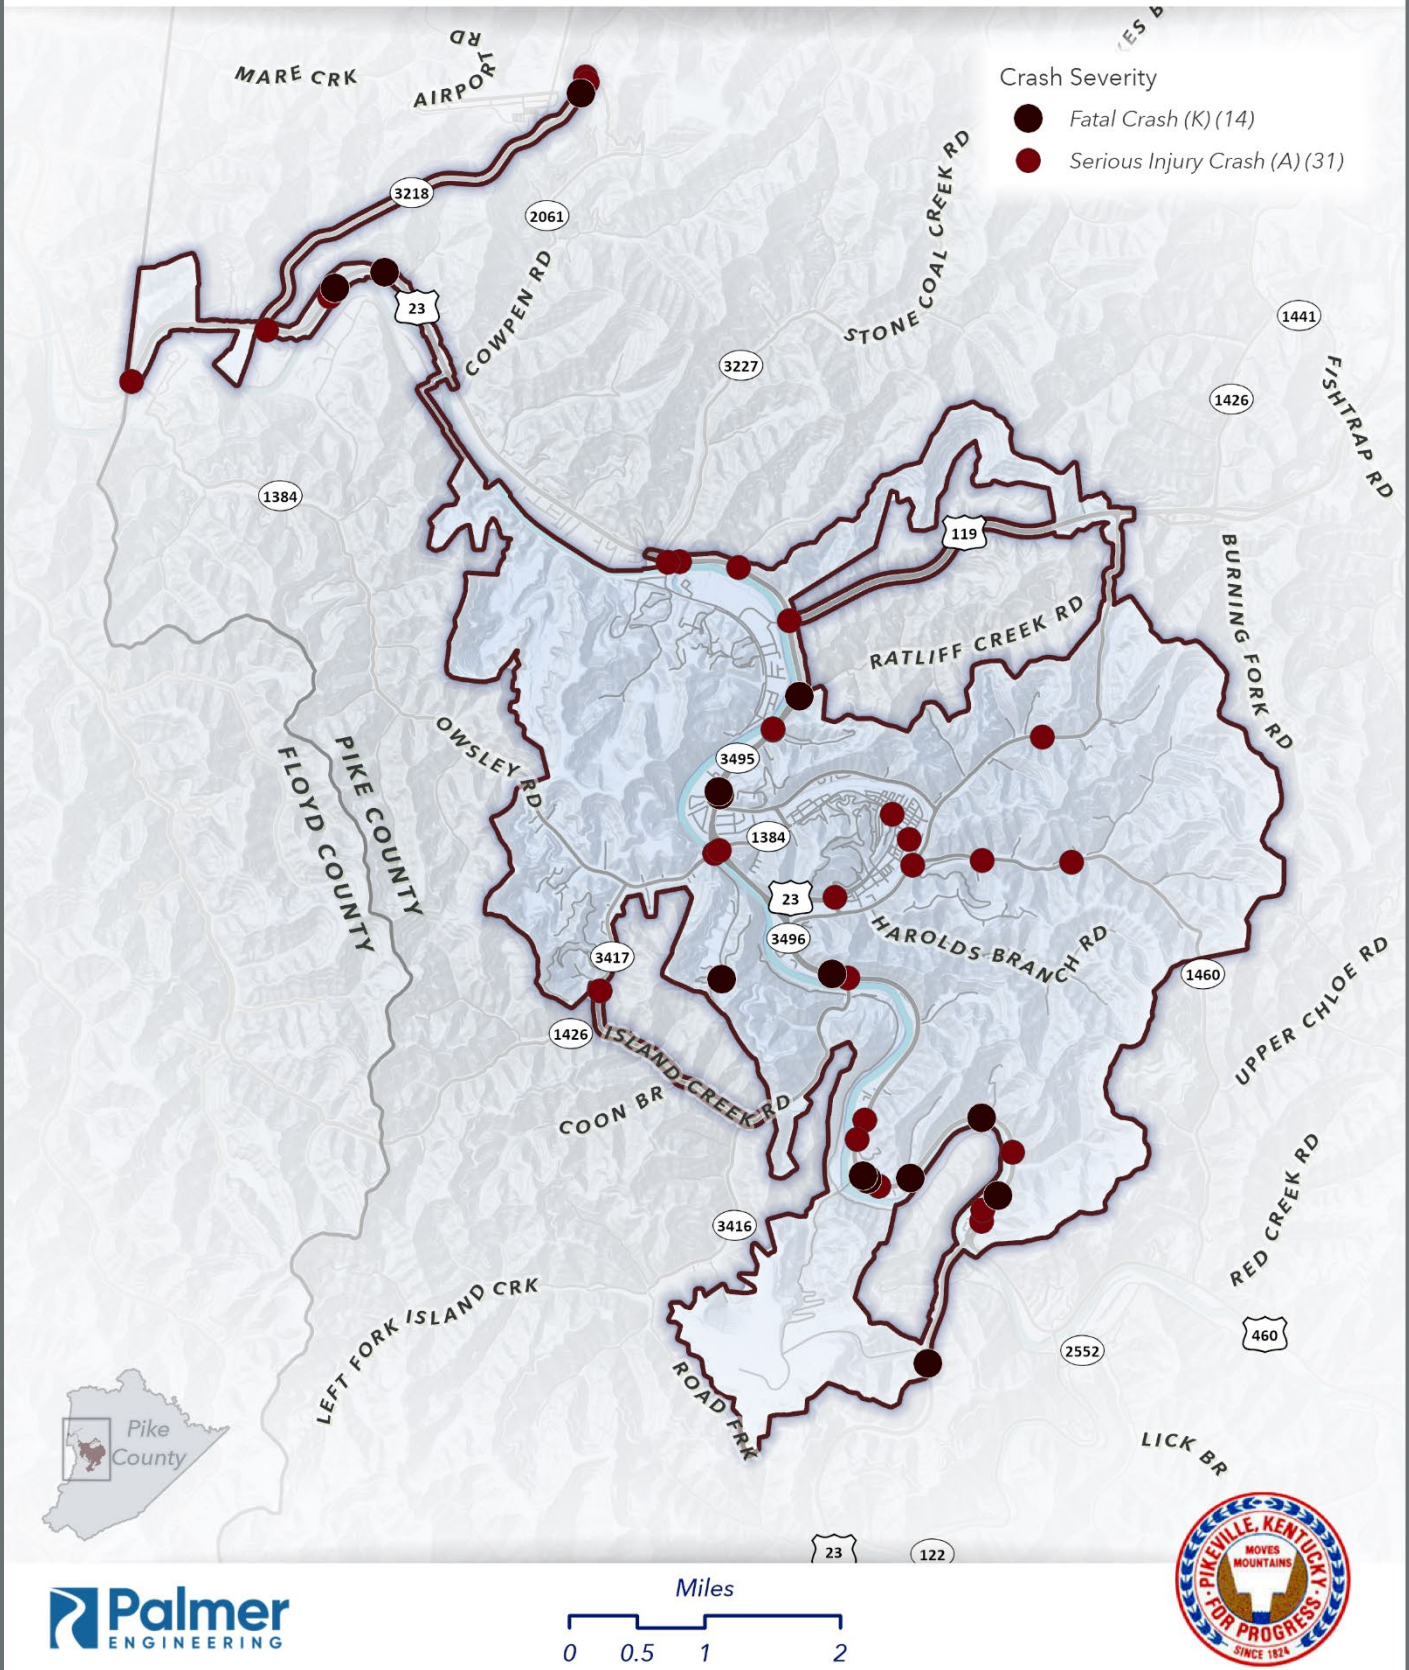 KES B
RD
AIRPORT
MARE CRK
Crash Severity
Fatal Crash (K) (14)
Serious Injury Crash (A) (31)
3218
2061
STONE COAL CREEK RD
23
COWPEN RD
1441
3227
1426
FISHTRAP RD
1384
119
BURNING FORK RD
RATLIFF CREEK RD
OWSLEY RD
PIKE COUNTY
FLOYD COUNTY
3495
1384
23
3496
HAROLDS BRANCH RD
3417
1460
UPPER CHLOE RD
1426
ISLAND CREEK RD
COON BR
3416
RED CREEK RD
LEFT FORK ISLAND CRK
460
2552
ROAD FRK
LICK BR
Pike
County
23
122
Palmer
ENGINEERING
Miles
0 0.5 1 2
PIKEVILLE, KENTUCKY
MOVES
MOUNTAINS
FOR PROGRESS
SINCE 1824